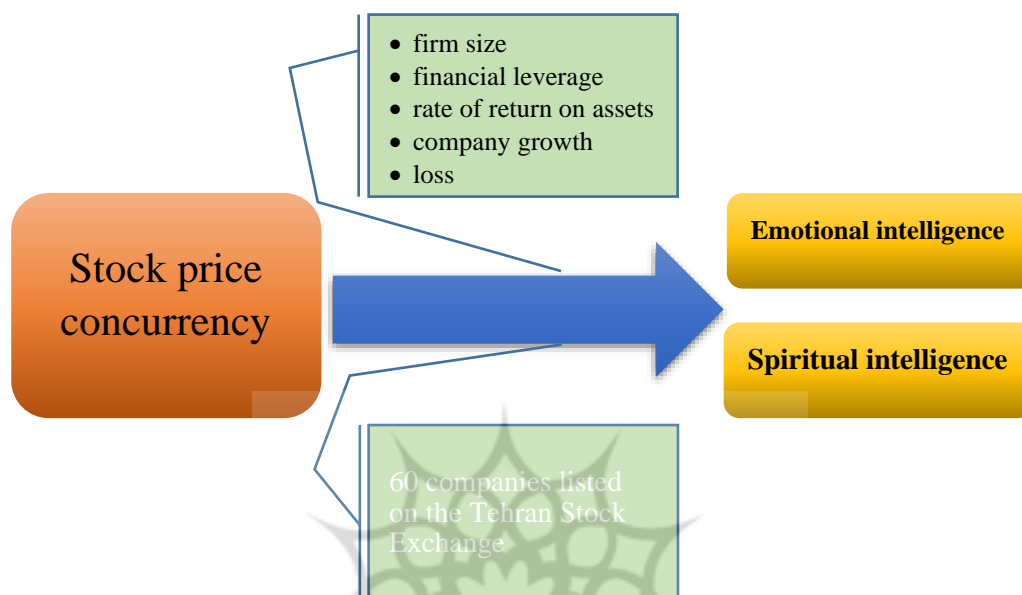 • firm size
• financial leverage
• rate of return on assets
• company growth
• loss
Stock price
concurrency
Emotional intelligence
Spiritual intelligence
60 companies listed
on the Tehran Stock
Exchange